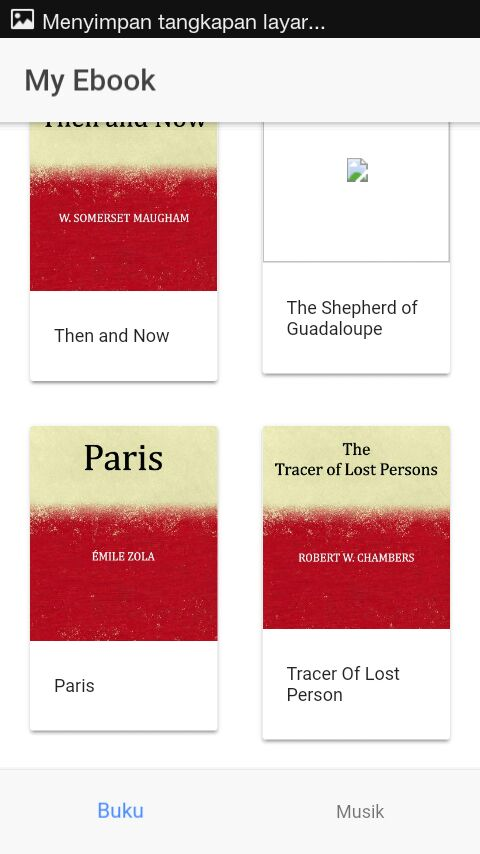 Menyimpan tangkapan layar...
My Ebook
Then and Now
W. SOMERSET MAUGHAM
Then and Now
The Shepherd of
Guadaloupe
Paris
ÉMILE ZOLA
Paris
The
Tracer of Lost Persons
ROBERT W. CHAMBERS
Tracer Of Lost
Person
Buku
Musik